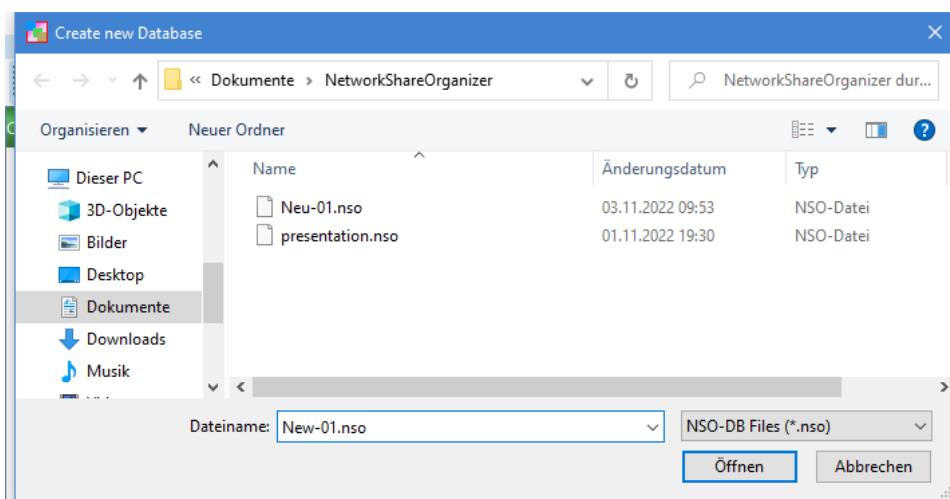 Create new Database
« Dokumente › NetworkShareOrganizer
NetworkShareOrganizer dur...
Organisieren
Neuer Ordner
Name
Änderungsdatum
Typ
Dieser PC
3D-Objekte
Bilder
Desktop
Dokumente
Downloads
Musik
Neu-01.nso
03.11.2022 09:53
NSO-Datei
presentation.nso
01.11.2022 19:30
NSO-Datei
Dateiname:
New-01.nso
NSO-DB Files (*.nso)
Öffnen
Abbrechen